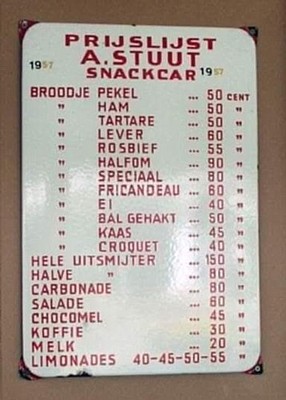 PRIJSLIJST
A. STUUT
1957 SNACKCAR 1957
BROODJE PEKEL ... 50 CENT
" HAM ... 50 "
" TARTARE ... 50 "
" LEVER ... 60 "
" ROSBIEF ... 55 "
" HALFOM ... 90 "
" SPECIAAL ... 80 "
" FRICANDEAU ... 60 "
" EI ... 40 "
" BAL GEHAKT ... 50 "
" KAAS ... 45 "
" CROQUET ... 40 "
HELE UITSMIJTER ... 150 "
HALVE " ... 80 "
CARBONADE ... 80 "
SALADE ... 60 "
CHOCOMEL ... 45 "
KOFFIE ... 30 "
MELK ... 20 "
LIMONADES 40-45-50-55 "